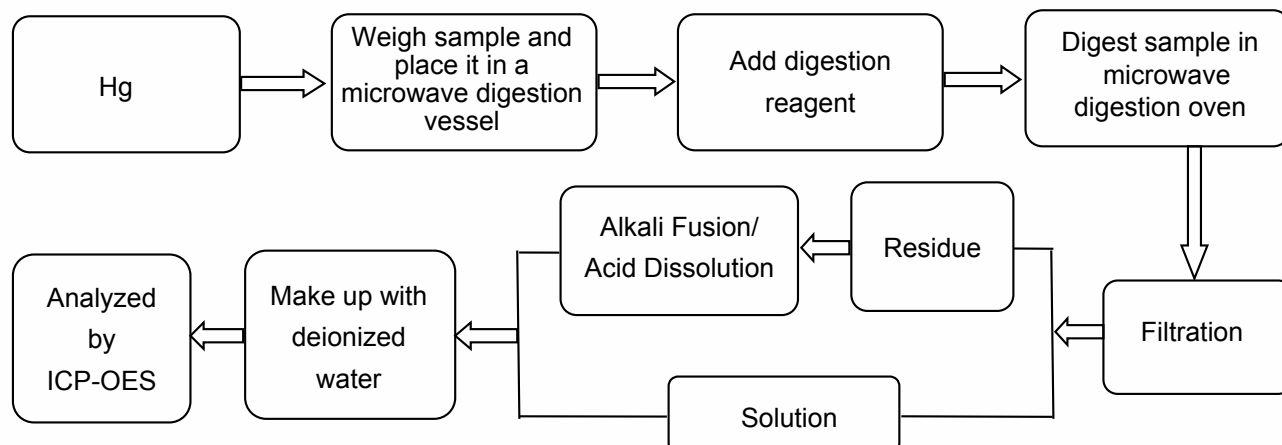 Hg
Weigh sample and
place it in a
microwave digestion
vessel
Add digestion
reagent
Digest sample in
microwave
digestion oven
Filtration
Residue
Alkali Fusion/
Acid Dissolution
Solution
Make up with
deionized
water
Analyzed
by
ICP-OES